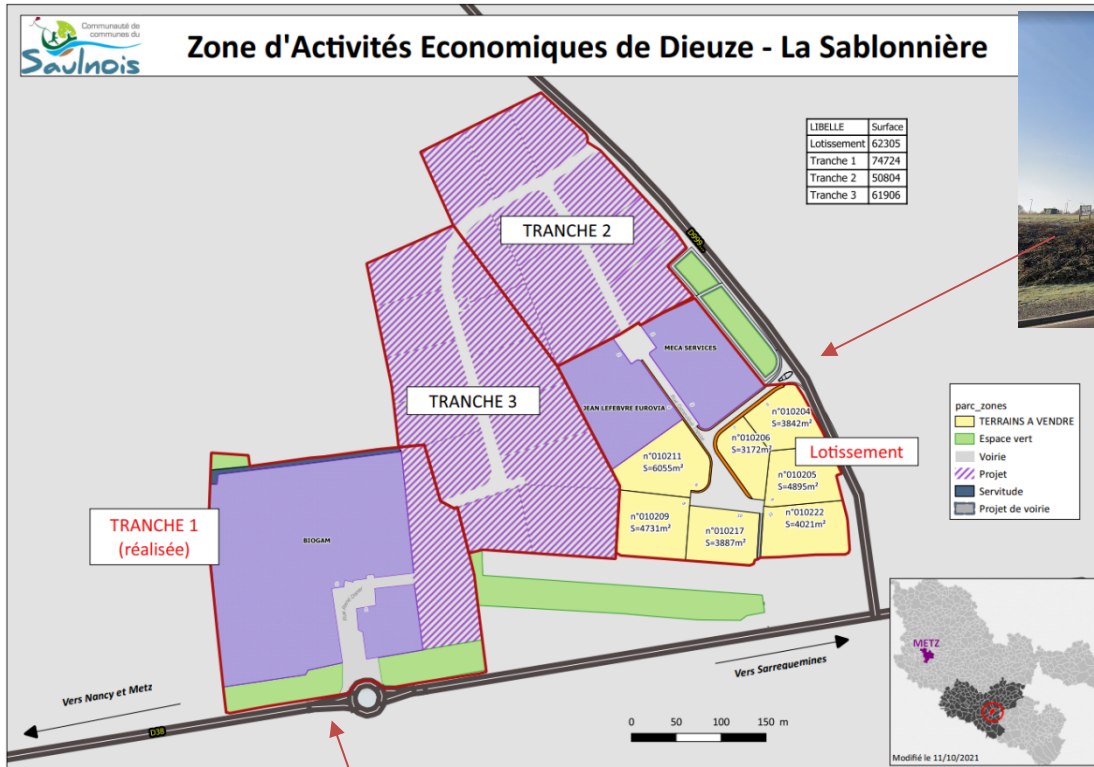 Communauté de
communes du
Saulnois
Zone d'Activités Economiques de Dieuze - La Sablonnière
LIBELLE Surface
Lotissement 62305
Tranche 1 74724
Tranche 2 50804
Tranche 3 61906
TRANCHE 2
D999
MECA SERVICES
JEAN LEFEBVRE EUROVIA
TRANCHE 3
n°010204
S=3842m²
n°010206
S=3172m²
Lotissement
n°010211
S=6055m²
n°010205
S=4895m²
n°010222
S=4021m²
n°010209
S=4731m²
n°010217
S=3887m²
parc_zones
TERRAINS A VENDRE
Espace vert
Voirie
Projet
Servitude
Projet de voirie
TRANCHE 1
(réalisée)
BIOGAM
METZ
Vers Sarreguemines
Vers Nancy et Metz
D38
0 50 100 150 m
Modifié le 11/10/2021